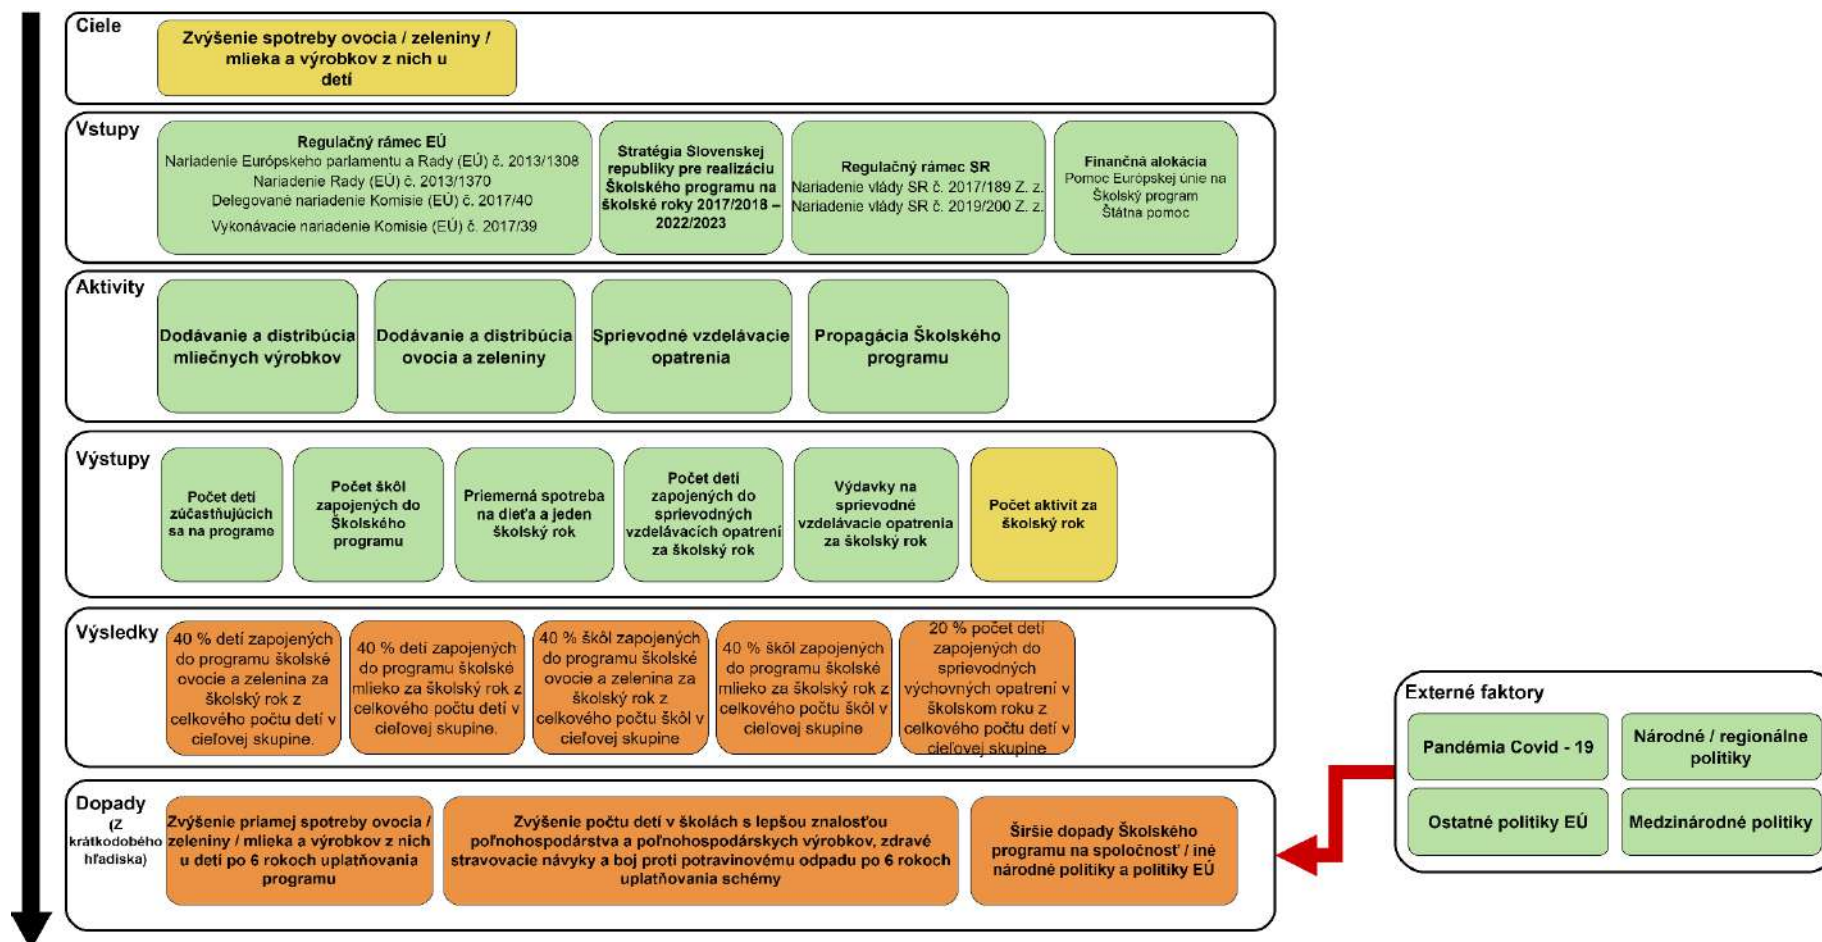 Ciele
Zvýšenie spotreby ovocia / zeleniny /
mlieka a výrobkov z nich u
detí
Vstupy
Regulačný rámec EÚ
Nariadenie Európskeho parlamentu a Rady (EÚ) č. 2013/1308
Nariadenie Rady (EÚ) č. 2013/1370
Delegované nariadenie Komisie (EÚ) č. 2017/40
Vykonávacie nariadenie Komisie (EÚ) č. 2017/39
Stratégia Slovenskej
republiky pre realizáciu
Školského programu na
školské roky 2017/2018 –
2022/2023
Regulačný rámec SR
Nariadenie vlády SR č. 2017/189 Z. z.
Nariadenie vlády SR č. 2019/200 Z. z.
Finančná alokácia
Pomoc Európskej únie na
Školský program
Štátna pomoc
Aktivity
Dodávanie a distribúcia
mliečnych výrobkov
Dodávanie a distribúcia
ovocia a zeleniny
Sprievodné vzdelávacie
opatrenia
Propagácia Školského
programu
Výstupy
Počet detí
zúčastňujúcich
sa na programe
Počet škôl
zapojených do
Školského
programu
Priemerná spotreba
na dieťa a jeden
školský rok
Počet detí
zapojených do
sprievodných
vzdelávacích opatrení
za školský rok
Výdavky na
sprievodné
vzdelávacie opatrenia
za školský rok
Počet aktivít za
školský rok
Výsledky
40 % detí zapojených
do programu školské
ovocie a zelenina za
školský rok z
celkového počtu detí v
cieľovej skupine.
40 % detí zapojených
do programu školské
mlieko za školský rok z
celkového počtu detí v
cieľovej skupine.
40 % škôl zapojených
do programu školské
ovocie a zelenina za
školský rok z
celkového počtu škôl v
cieľovej skupine
40 % škôl zapojených
do programu školské
mlieko za školský rok z
celkového počtu škôl v
cieľovej skupine
20 % počet detí
zapojených do
sprievodných
výchovných opatrení v
školskom roku z
celkového počtu detí v
cieľovej skupine
Dopady
(Z
krátkodobého
hľadiska)
Zvýšenie priamej spotreby ovocia /
zeleniny / mlieka a výrobkov z nich
u detí po 6 rokoch uplatňovania
programu
Zvýšenie počtu detí v školách s lepšou znalosťou
poľnohospodárstva a poľnohospodárskych výrobkov, zdravé
stravovacie návyky a boj proti potravinovému odpadu po 6 rokoch
uplatňovania schémy
Širšie dopady Školského
programu na spoločnosť / iné
národné politiky a politiky EÚ
Externé faktory
Pandémia Covid - 19
Národné / regionálne
politiky
Ostatné politiky EÚ
Medzinárodné politiky